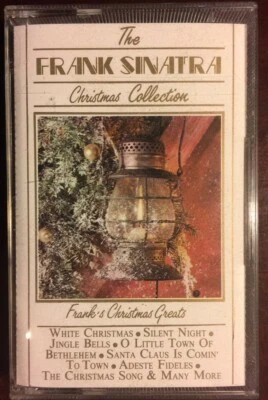 The
FRANK SINATRA
Christmas Collection
Frank's Christmas Greats
WHITE CHRISTMAS • SILENT NIGHT •
JINGLE BELLS • O LITTLE TOWN OF
BETHLEHEM • SANTA CLAUS IS COMIN'
TO TOWN • ADESTE FIDELES •
THE CHRISTMAS SONG & MANY MORE